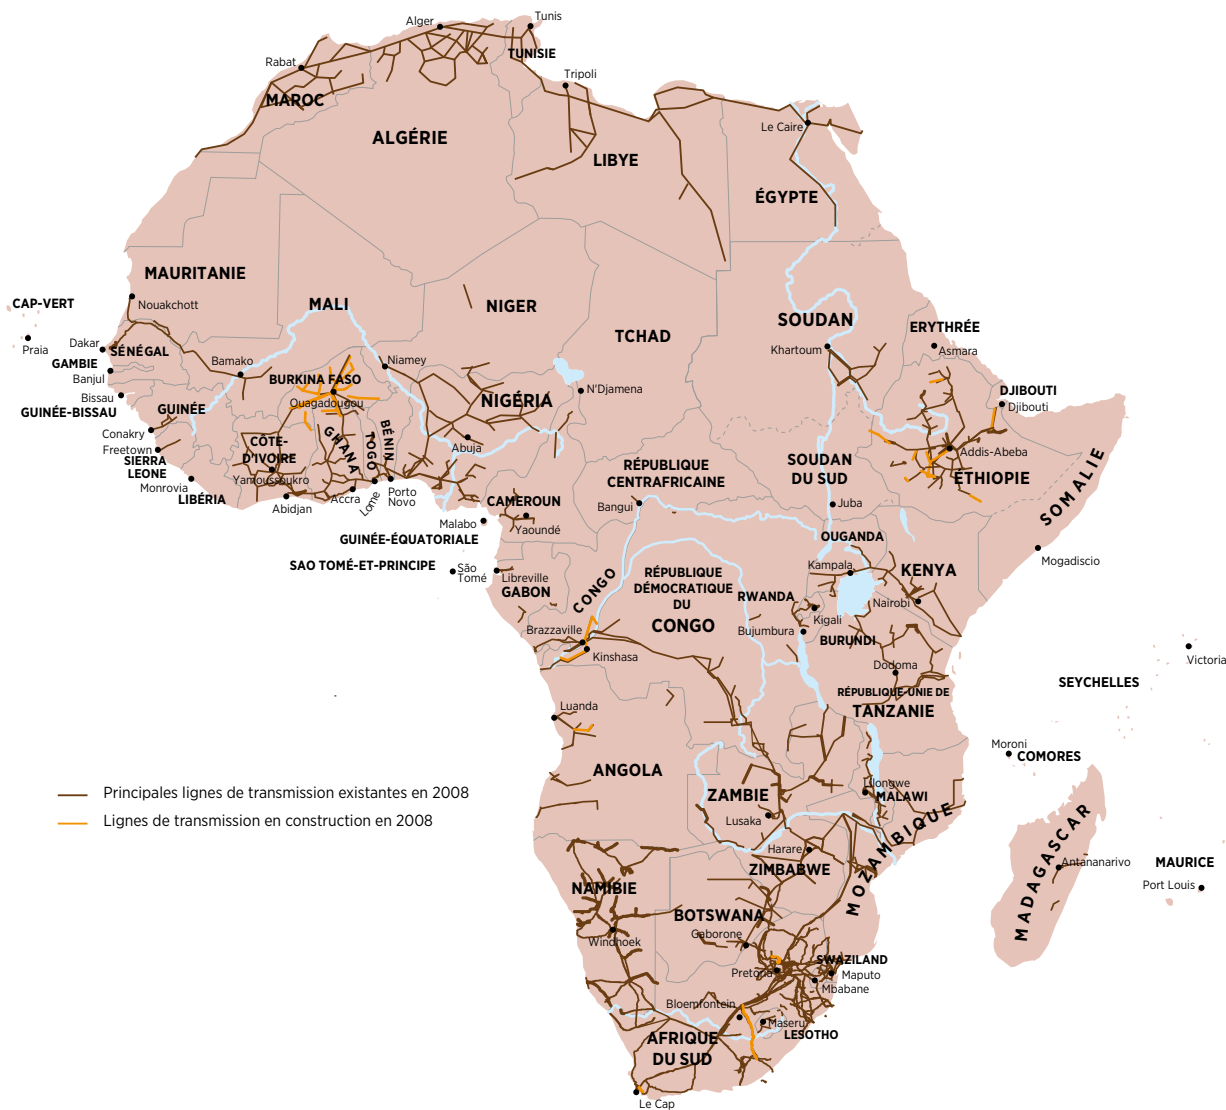 Tunis
Alger
TUNISIE
Rabat
Tripoli
MAROC
Le Caire
ALGÉRIE
LIBYE
ÉGYPTE
MAURITANIE
CAP-VERT
Nouakchott
MALI
NIGER
SOUDAN
ERYTHRÉE
TCHAD
Praia
Dakar
SÉNÉGAL
Khartoum
Asmara
GAMBIE
Bamako
Niamey
Banjul
BURKINA FASO
N'Djamena
DJIBOUTI
Bissau
Ouagadougou
NIGÉRIA
Djibouti
GUINÉE-BISSAU
GUINÉE
Conakry
CÔTE-
D'IVOIRE
GHANA
TOGO
BÉNIN
Abuja
Freetown
SIERRA
LEONE
Addis-Abeba
Yamoussoukro
SOUDAN
DU SUD
ÉTHIOPIE
RÉPUBLIQUE
CENTRAFRICAINE
SOMALIE
Monrovia
LIBÉRIA
Abidjan
Accra
Lome
Porto
Novo
CAMEROUN
Bangui
Juba
Malabo
Yaoundé
GUINÉE-ÉQUATORIALE
OUGANDA
Mogadiscio
SAO TOMÉ-ET-PRINCIPE
São
Tomé
Libreville
GABON
CONGO
RÉPUBLIQUE
DÉMOCRATIQUE
DU
CONGO
Kampala
KENYA
RWANDA
Nairobi
Kigali
Brazzaville
Bujumbura
BURUNDI
Kinshasa
Victoria
Dodoma
SEYCHELLES
RÉPUBLIQUE-UNIE DE
TANZANIE
Luanda
Moroni
COMORES
ANGOLA
Lilongwe
MALAWI
Principales lignes de transmission existantes en 2008
ZAMBIE
Lignes de transmission en construction en 2008
Lusaka
MOZAMBIQUE
Harare
MADAGASCAR
Antananarivo
MAURICE
ZIMBABWE
Port Louis
NAMIBIE
BOTSWANA
Windhoek
Gaborone
SWAZILAND
Pretoria
Maputo
Mbabane
Bloemfontein
Maseru
LESOTHO
AFRIQUE
DU SUD
Le Cap